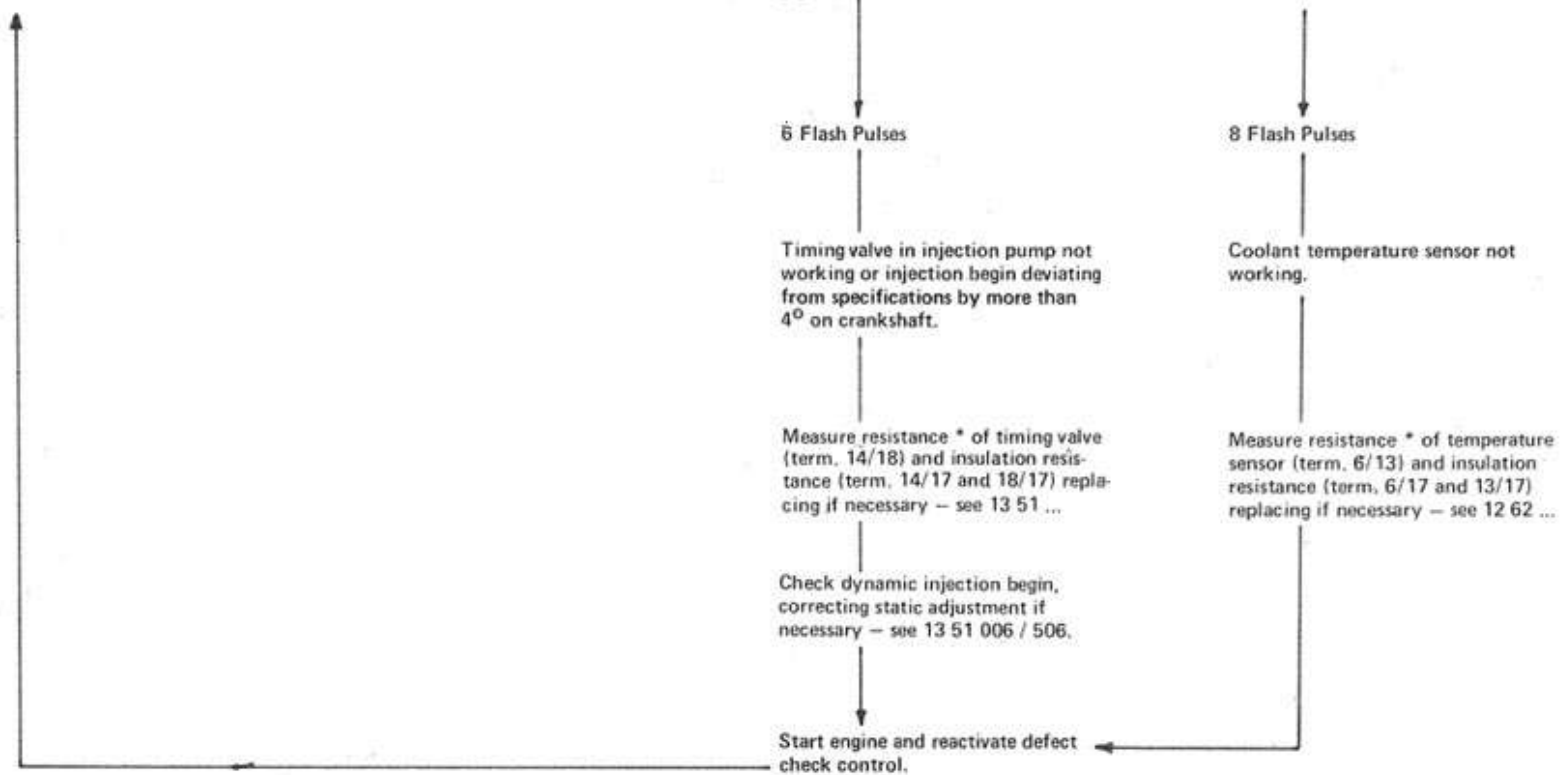 6 Flash Pulses
8 Flash Pulses
Timing valve in injection pump not
working or injection begin deviating
from specifications by more than
4° on crankshaft.
Coolant temperature sensor not
working.
Measure resistance * of timing valve
(term. 14/18) and insulation resis-
tance (term. 14/17 and 18/17) repla-
cing if necessary — see 13 51 ...
Measure resistance * of temperature
sensor (term. 6/13) and insulation
resistance (term. 6/17 and 13/17)
replacing if necessary — see 12 62 ...
Check dynamic injection begin,
correcting static adjustment if
necessary — see 13 51 006 / 506.
Start engine and reactivate defect
check control.